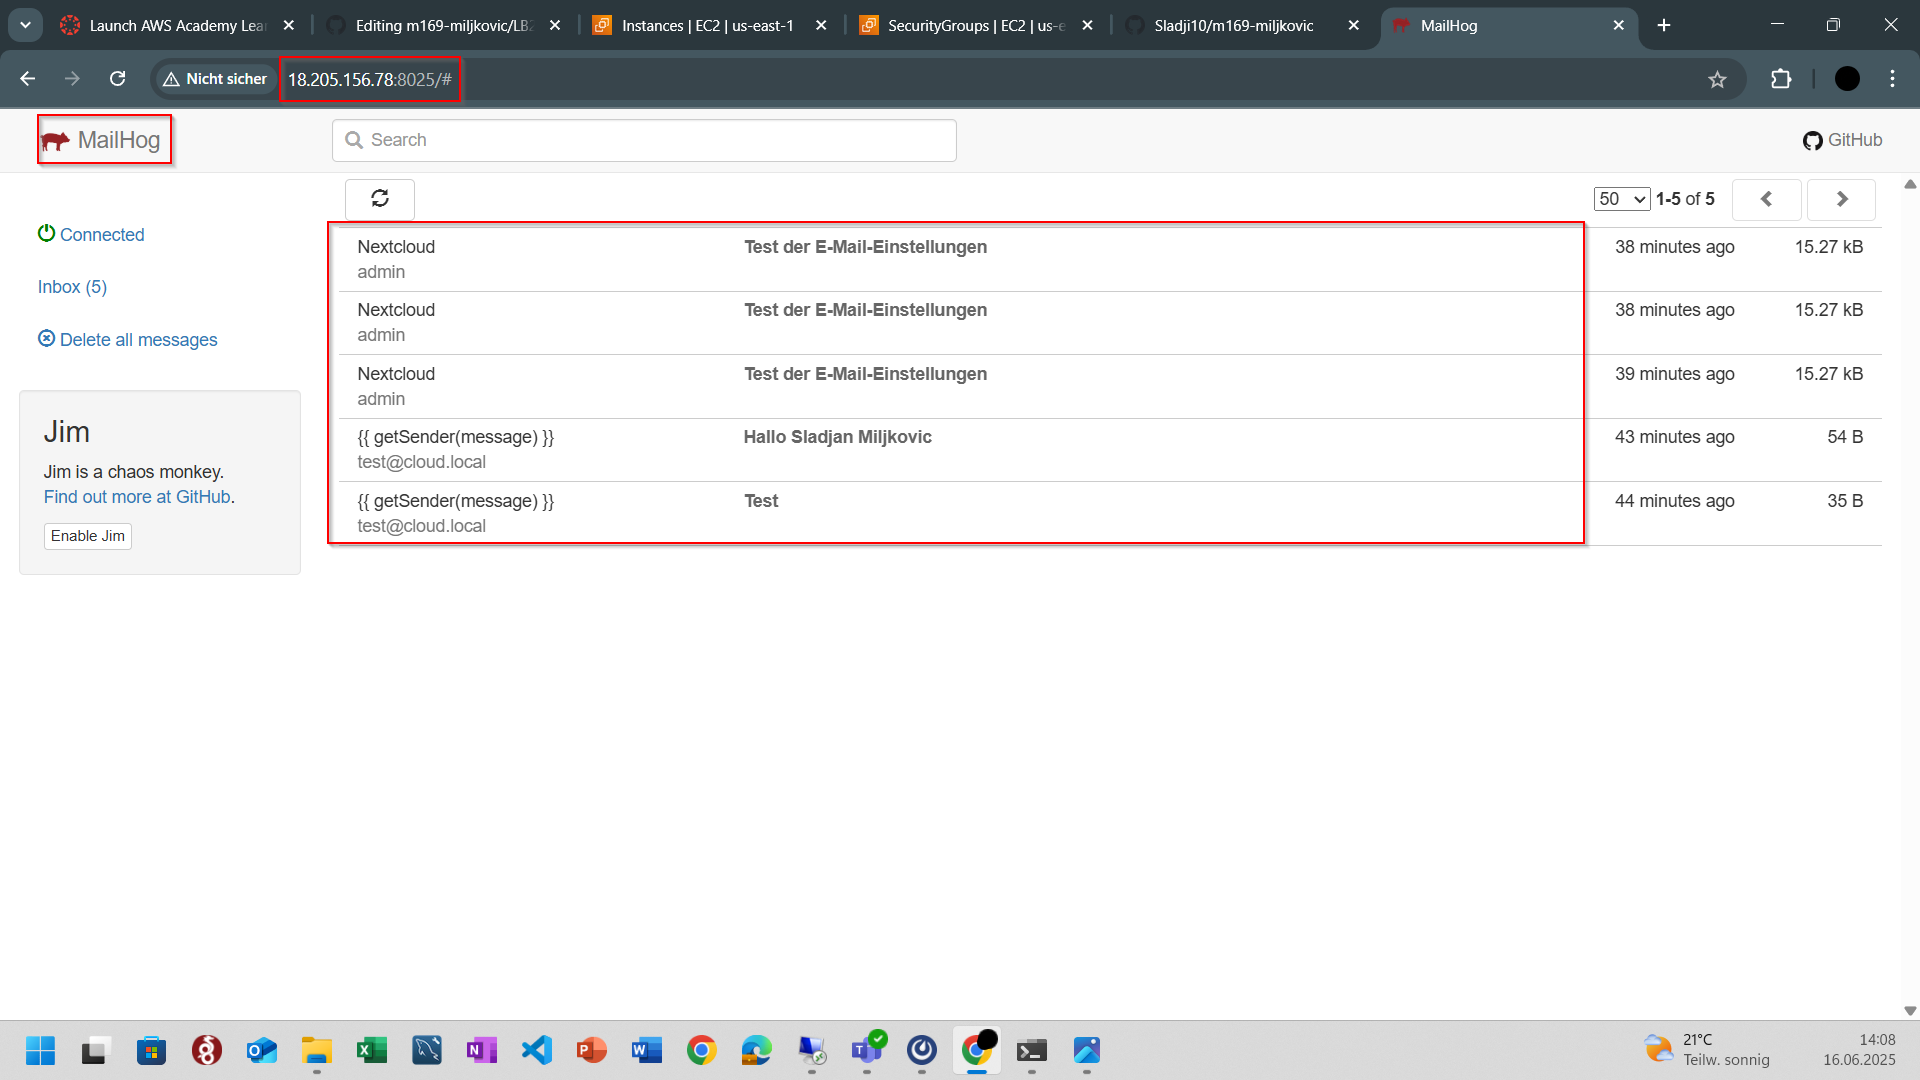 Launch AWS Academy Lea
Editing m169-miljkovic/LB2
Instances | EC2 | us-east-1
SecurityGroups | EC2 | us-e
Sladji10/m169-miljkovic
MailHog
Nicht sicher
18.205.156.78:8025/#
MailHog
Search
GitHub
50
1-5 of 5
Connected
Inbox (5)
Delete all messages
Jim
Jim is a chaos monkey.
Find out more at GitHub.
Enable Jim
Nextcloud Test der E-Mail-Einstellungen 38 minutes ago 15.27 kB
admin
Nextcloud Test der E-Mail-Einstellungen 38 minutes ago 15.27 kB
admin
Nextcloud Test der E-Mail-Einstellungen 39 minutes ago 15.27 kB
admin
{{ getSender(message) }} Hallo Sladjan Miljkovic 43 minutes ago 54 B
test@cloud.local
{{ getSender(message) }} Test 44 minutes ago 35 B
test@cloud.local
21°C
Teilw. sonnig
14:08
16.06.2025